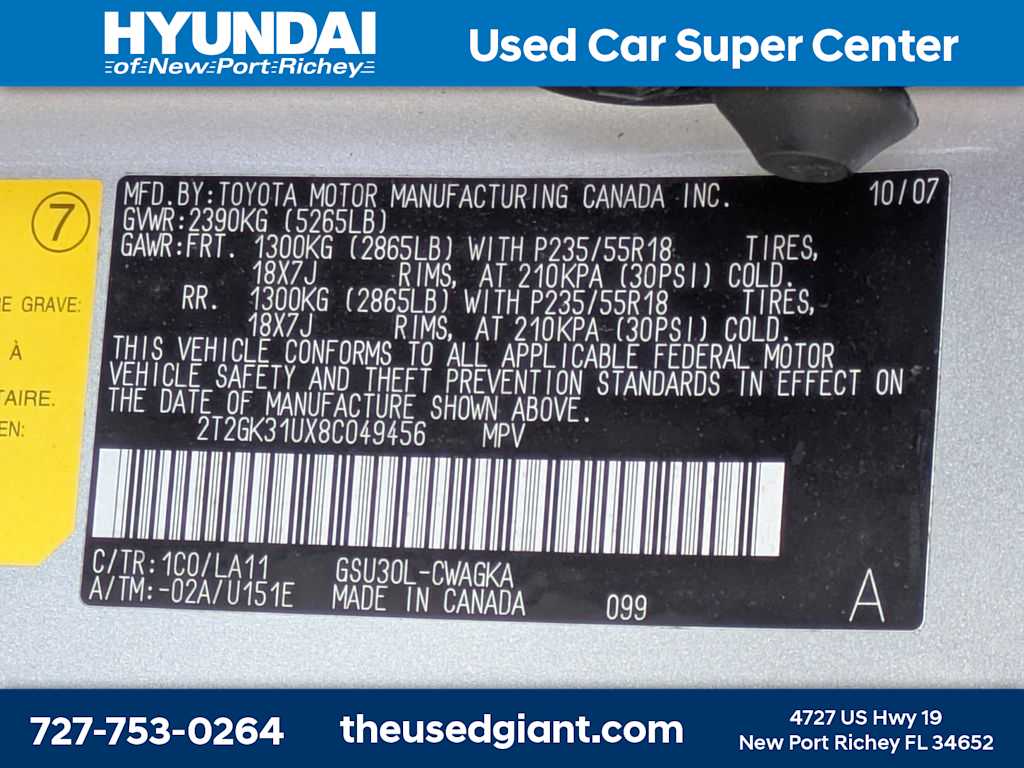 HYUNDAI
of New Port Richey
Used Car Super Center
7
RE GRAVE:
À
TAIRE.
EN:
MFD.BY:TOYOTA MOTOR MANUFACTURING CANADA INC. 10/07
GVWR:2390KG (5265LB)
GAWR:FRT. 1300KG (2865LB) WITH P235/55R18 TIRES,
18X7J RIMS, AT 210KPA (30PSI) COLD.
RR. 1300KG (2865LB) WITH P235/55R18 TIRES,
18X7J RIMS, AT 210KPA (30PSI) COLD.
THIS VEHICLE CONFORMS TO ALL APPLICABLE FEDERAL MOTOR
VEHICLE SAFETY AND THEFT PREVENTION STANDARDS IN EFFECT ON
THE DATE OF MANUFACTURE SHOWN ABOVE.
2T2GK31UX8C049456 MPV
C/TR:1C0/LA11 GSU30L-CWAGKA
A/TM:-02A/U151E MADE IN CANADA 099 A
727-753-0264
theusedgiant.com
4727 US Hwy 19
New Port Richey FL 34652